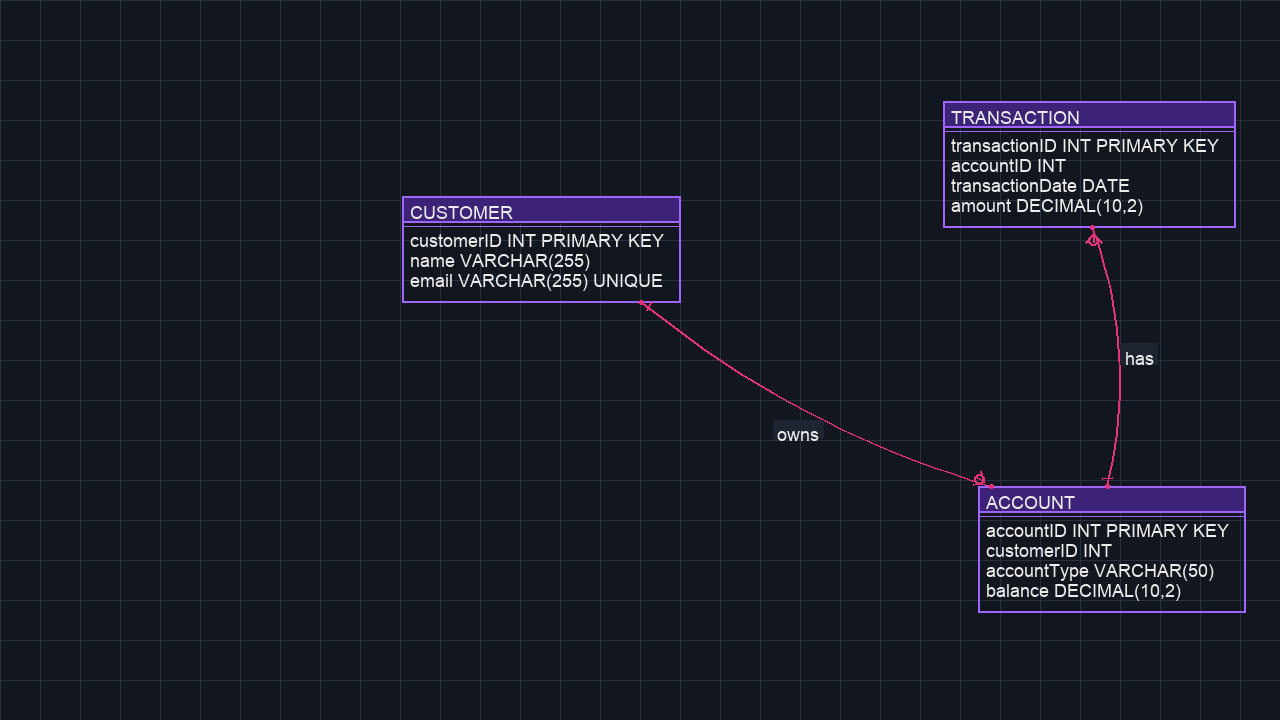 TRANSACTION
transactionID INT PRIMARY KEY
accountID INT
transactionDate DATE
amount DECIMAL(10,2)
CUSTOMER
customerID INT PRIMARY KEY
name VARCHAR(255)
email VARCHAR(255) UNIQUE
has
owns
ACCOUNT
accountID INT PRIMARY KEY
customerID INT
accountType VARCHAR(50)
balance DECIMAL(10,2)